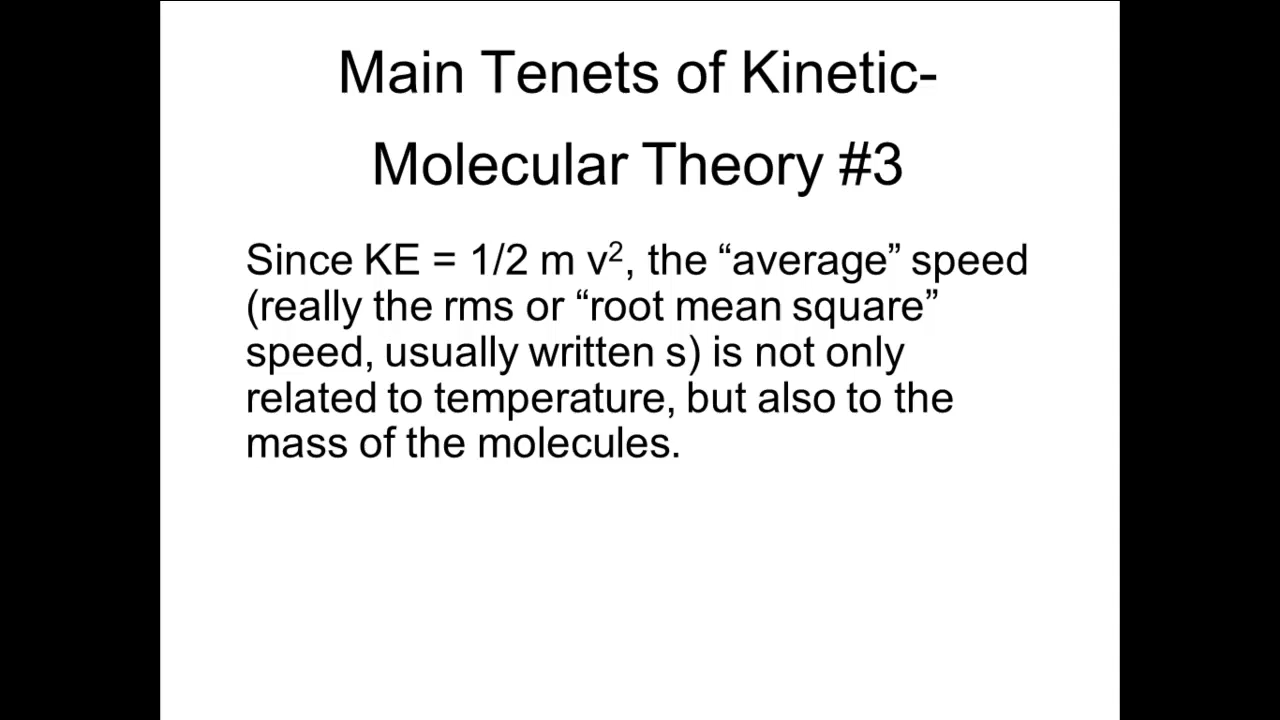 Main Tenets of Kinetic-
Molecular Theory #3
Since KE = 1/2 m v², the “average” speed
(really the rms or “root mean square”
speed, usually written s) is not only
related to temperature, but also to the
mass of the molecules.